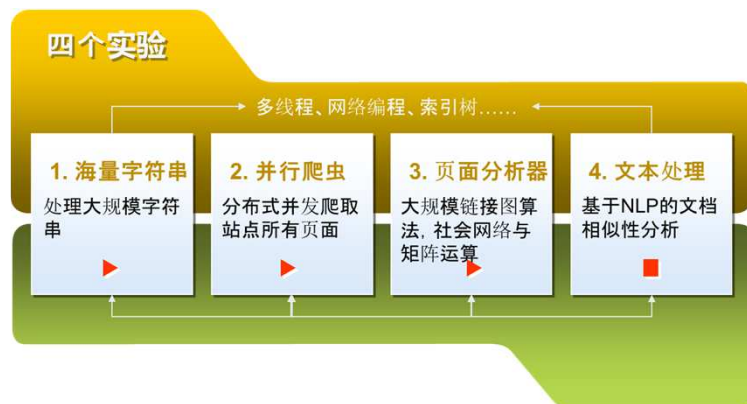 四个实验
多线程、网络编程、索引树……
1. 海量字符串
处理大规模字符
串
2. 并行爬虫
分布式并发爬取
站点所有页面
3. 页面分析器
大规模链接图算
法, 社会网络与
矩阵运算
4. 文本处理
基于NLP的文档
相似性分析